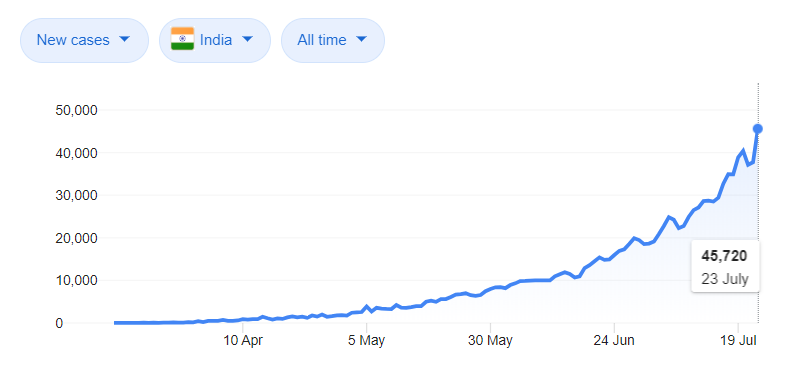 New cases India All time
50,000
40,000
30,000
20,000
10,000
0
45,720
23 July
10 Apr 5 May 30 May 24 Jun 19 Jul